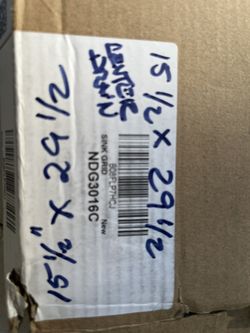 15 1/2 X 29 1/2
CENTER
DRAIN
SINK GRID
New
NDG3016C
15 1/2" X 29 1/2